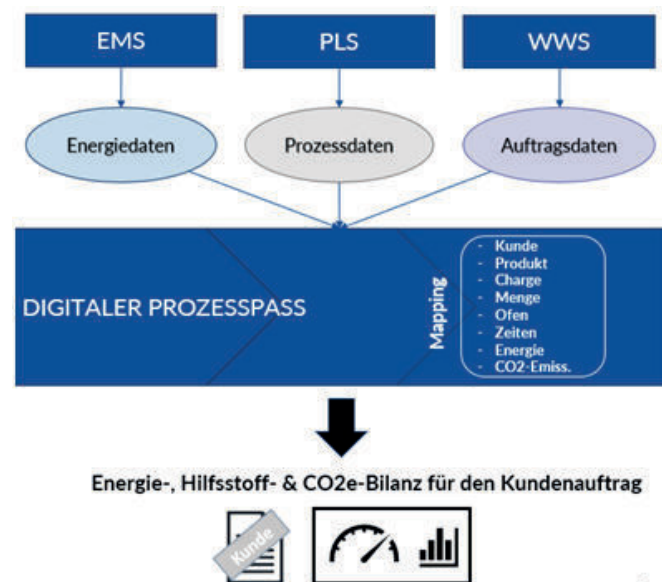 EMS
PLS
WWS
Energiedaten
Prozessdaten
Auftragsdaten
DIGITALER PROZESSPASS
Mapping
- Kunde
- Produkt
- Charge
- Menge
- Ofen
- Zeiten
- Energie
- CO2-Emiss.
Energie-, Hilfsstoff- & CO2e-Bilanz für den Kundenauftrag
Kunde